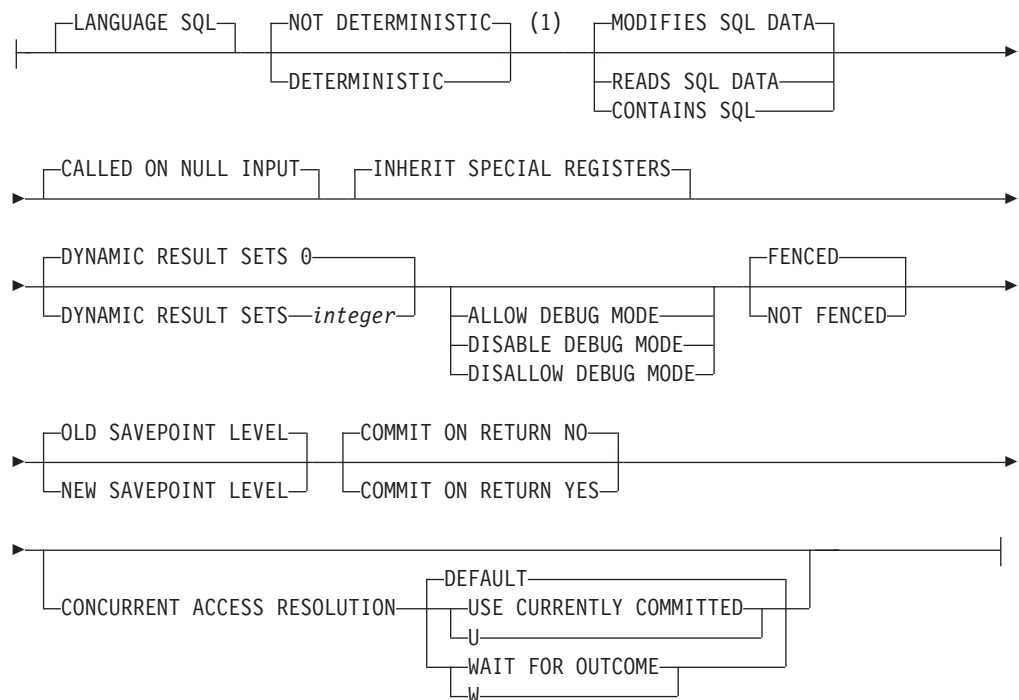 LANGUAGE SQL NOT DETERMINISTIC (1) MODIFIES SQL DATA
DETERMINISTIC READS SQL DATA
CONTAINS SQL
CALLED ON NULL INPUT INHERIT SPECIAL REGISTERS
DYNAMIC RESULT SETS 0 FENCED
DYNAMIC RESULT SETS integer ALLOW DEBUG MODE NOT FENCED
DISABLE DEBUG MODE
DISALLOW DEBUG MODE
OLD SAVEPOINT LEVEL COMMIT ON RETURN NO
NEW SAVEPOINT LEVEL COMMIT ON RETURN YES
DEFAULT
CONCURRENT ACCESS RESOLUTION USE CURRENTLY COMMITTED
U
WAIT FOR OUTCOME
W